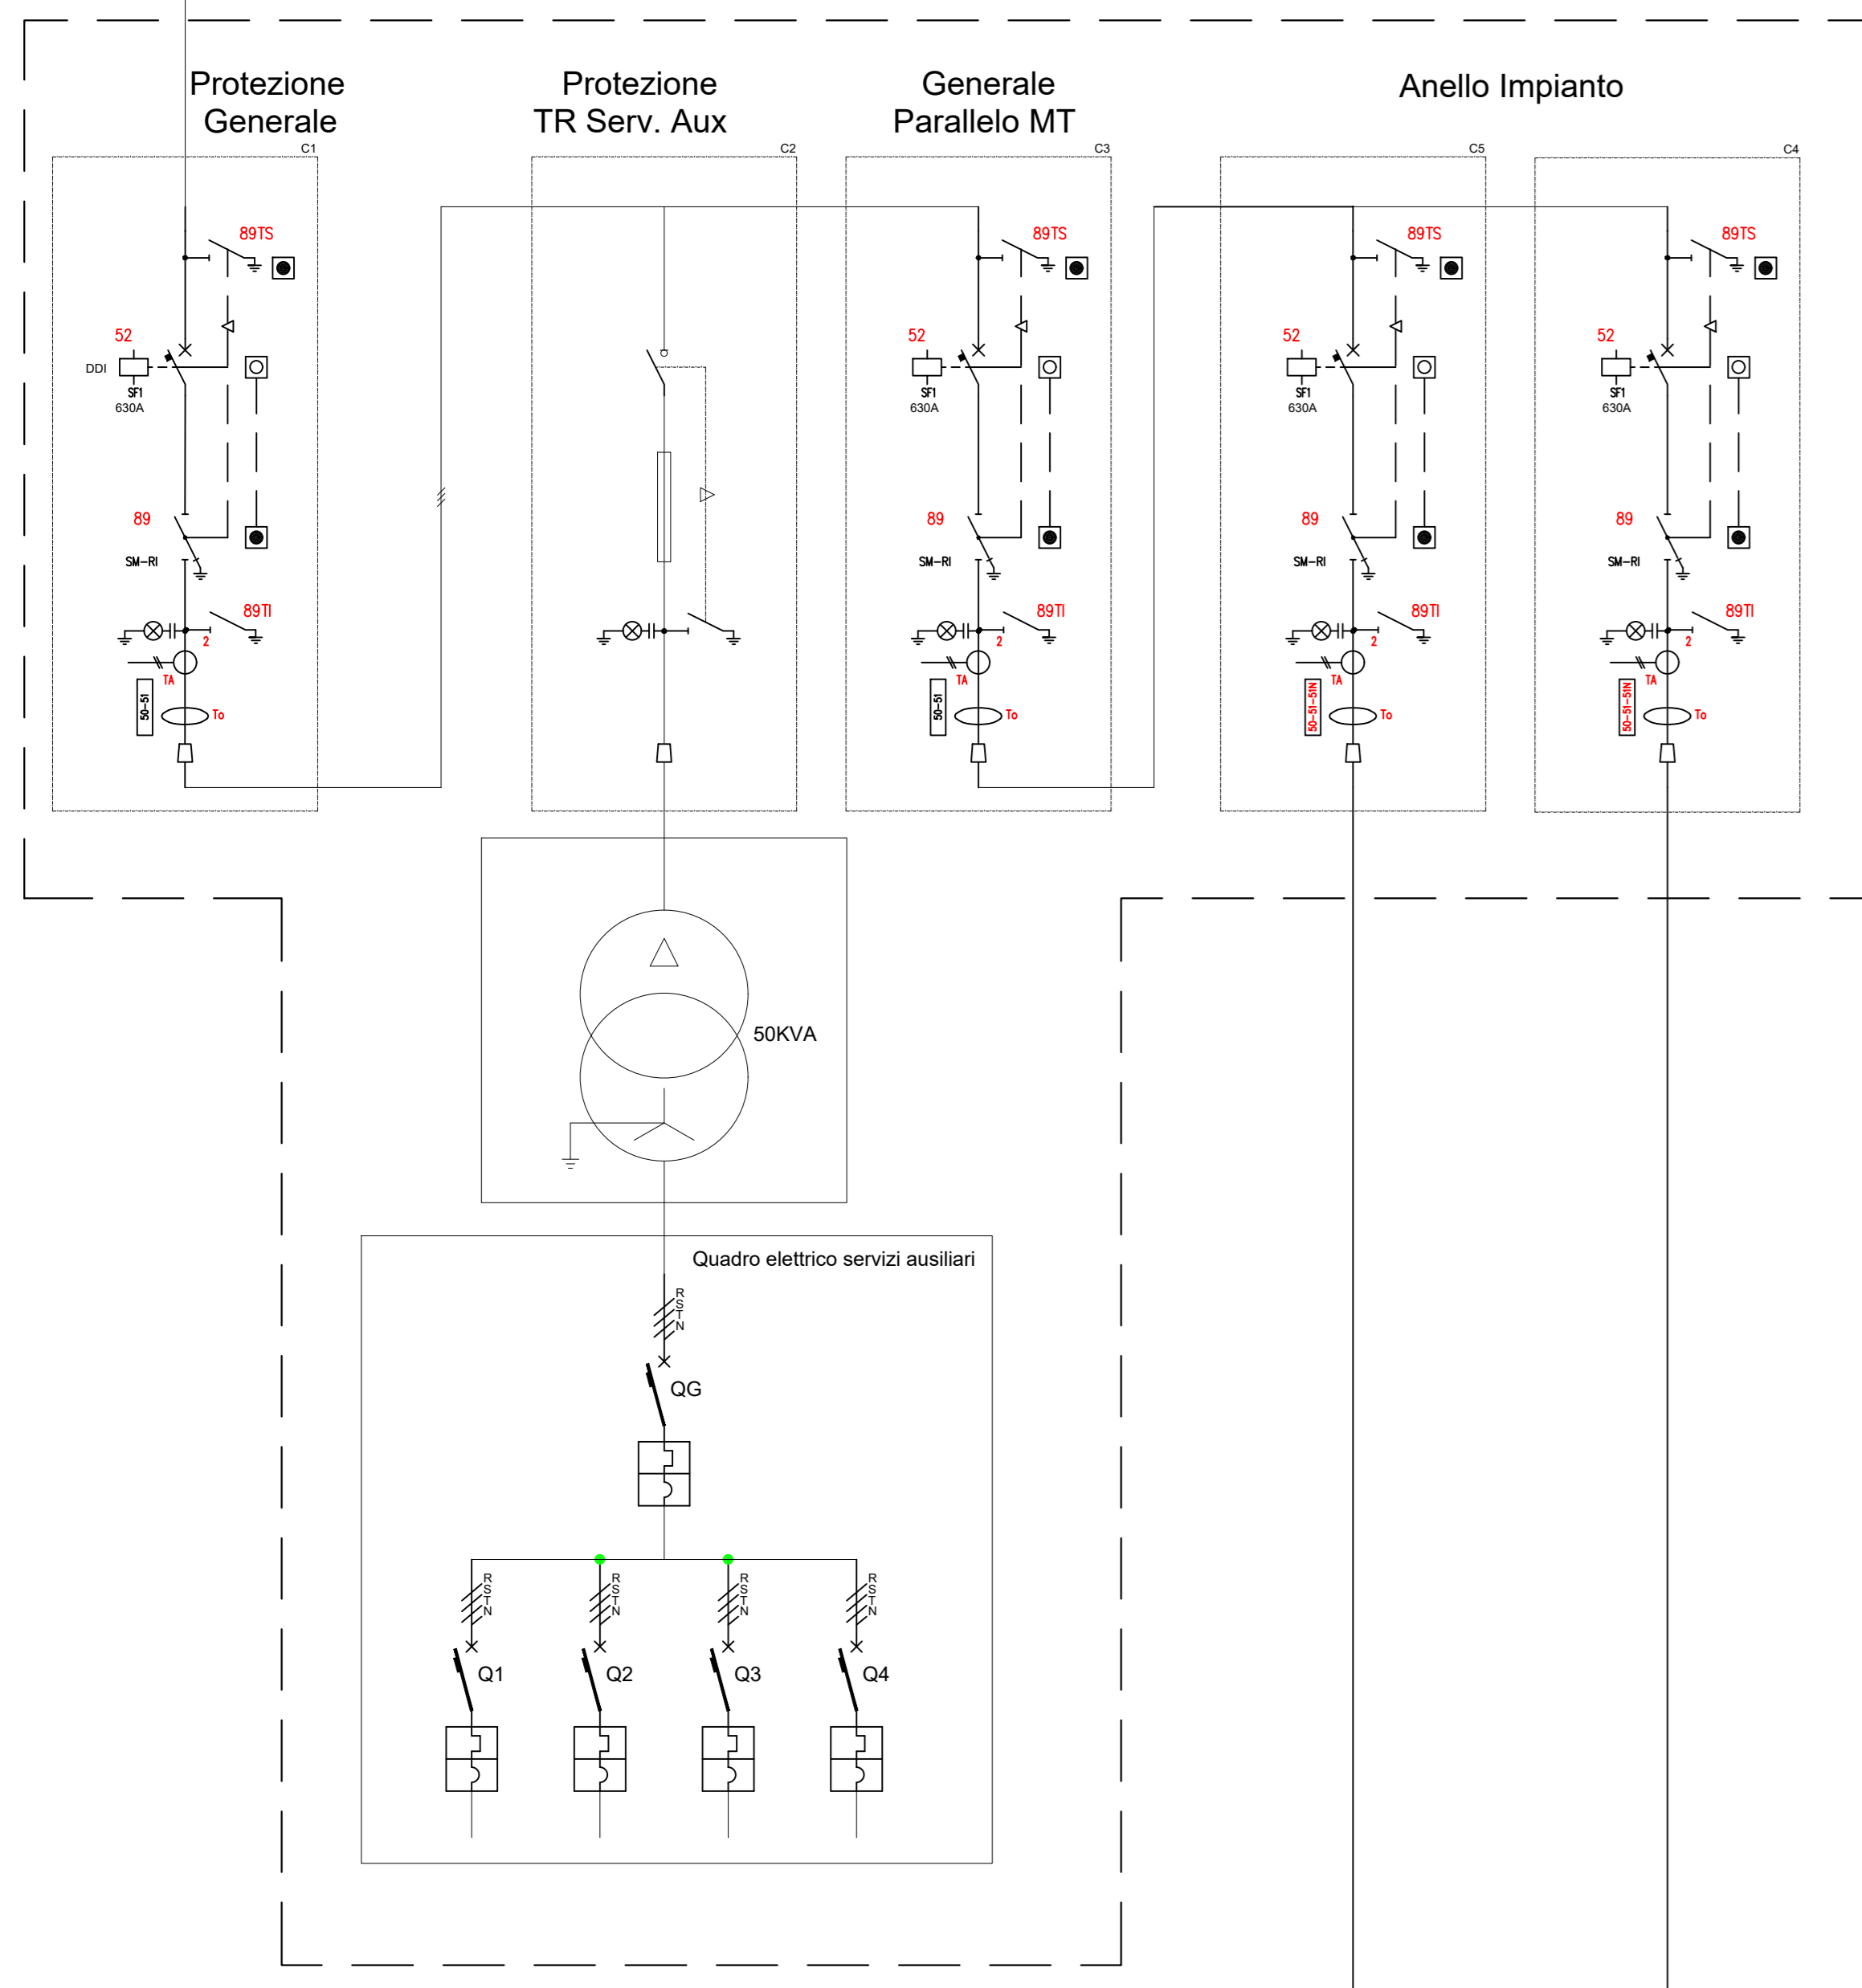 Protezione
Generale
Protezione
TR Serv. Aux
Generale
Parallelo MT
Anello Impianto
C1
C2
C3
C5
C4
89TS
89TS
89TS
89TS
52
DDI
SF1
630A
52
SF1
630A
52
SF1
630A
52
SF1
630A
89
SM-RI
89
SM-RI
89
SM-RI
89
SM-RI
89TI
2
TA
50-51
To
89TI
2
TA
50-51
To
89TI
2
TA
50-51-51N
To
89TI
2
TA
50-51-51N
To
50KVA
Quadro elettrico servizi ausiliari
R
S
T
N
QG
R
S
T
N
R
S
T
N
R
S
T
N
R
S
T
N
Q1
Q2
Q3
Q4